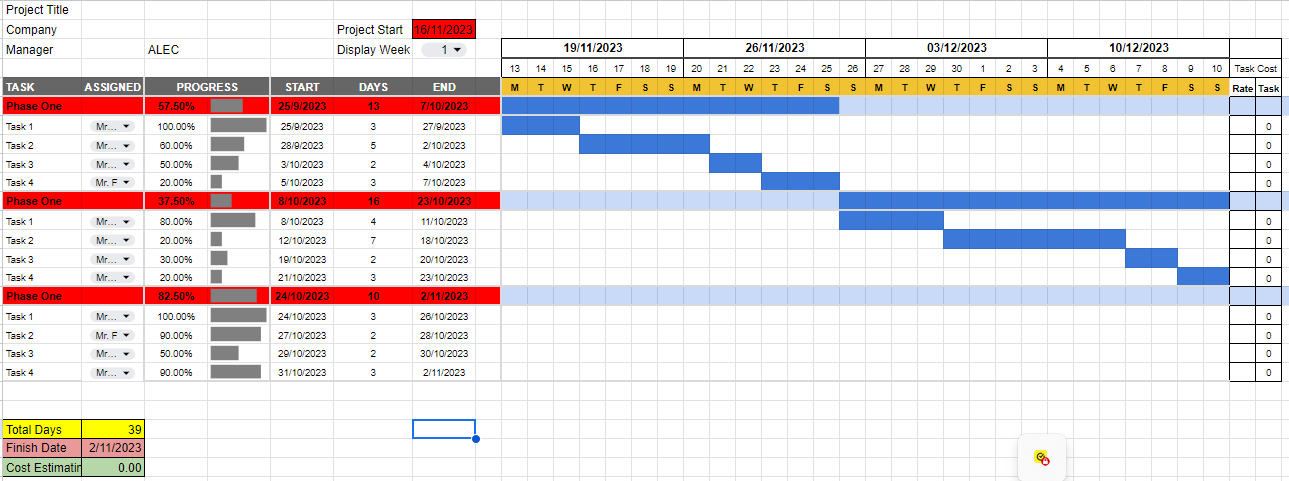 Project Title
Company Project Start 16/11/2023
Manager ALEC Display Week 1 19/11/2023 26/11/2023 03/12/2023 10/12/2023
13 14 15 16 17 18 19 20 21 22 23 24 25 26 27 28 29 30 1 2 3 4 5 6 7 8 9 10 Task Cost
TASK ASSIGNED PROGRESS START DAYS END M T W T F S S M T W T F S S M T W T F S S M T W T F S S Rate Task
Phase One 57.50% 25/9/2023 13 7/10/2023
Task 1 Mr... 100.00% 25/9/2023 3 27/9/2023 0
Task 2 Mr... 60.00% 28/9/2023 5 2/10/2023 0
Task 3 Mr... 50.00% 3/10/2023 2 4/10/2023 0
Task 4 Mr. F 20.00% 5/10/2023 3 7/10/2023 0
Phase One 37.50% 8/10/2023 16 23/10/2023
Task 1 Mr... 80.00% 8/10/2023 4 11/10/2023 0
Task 2 Mr... 20.00% 12/10/2023 7 18/10/2023 0
Task 3 Mr... 30.00% 19/10/2023 2 20/10/2023 0
Task 4 Mr... 20.00% 21/10/2023 3 23/10/2023 0
Phase One 82.50% 24/10/2023 10 2/11/2023
Task 1 Mr... 100.00% 24/10/2023 3 26/10/2023 0
Task 2 Mr. F 90.00% 27/10/2023 2 28/10/2023 0
Task 3 Mr... 50.00% 29/10/2023 2 30/10/2023 0
Task 4 Mr... 90.00% 31/10/2023 3 2/11/2023 0
Total Days 39
Finish Date 2/11/2023
Cost Estimatin 0.00